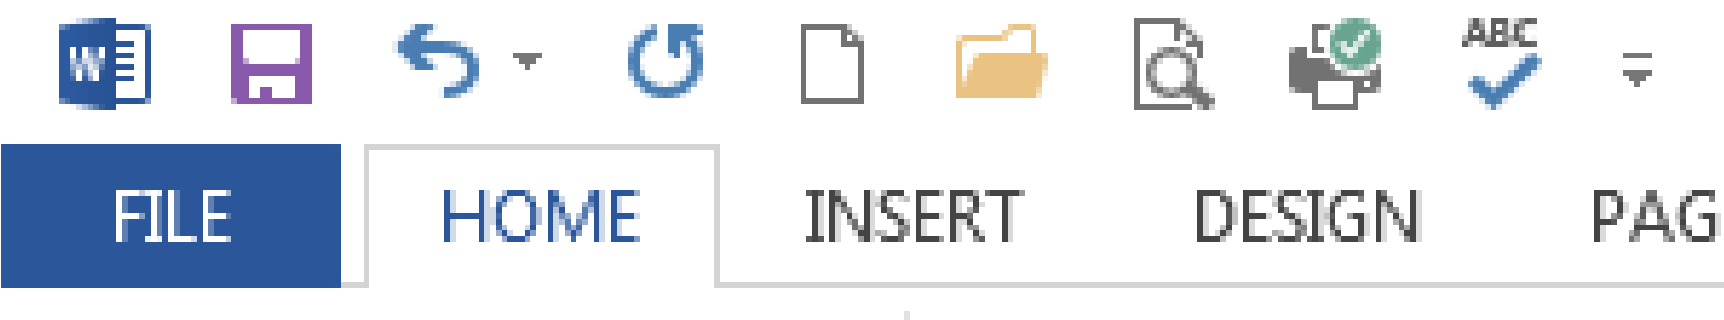 W
ABC
FILE HOME INSERT DESIGN PAG